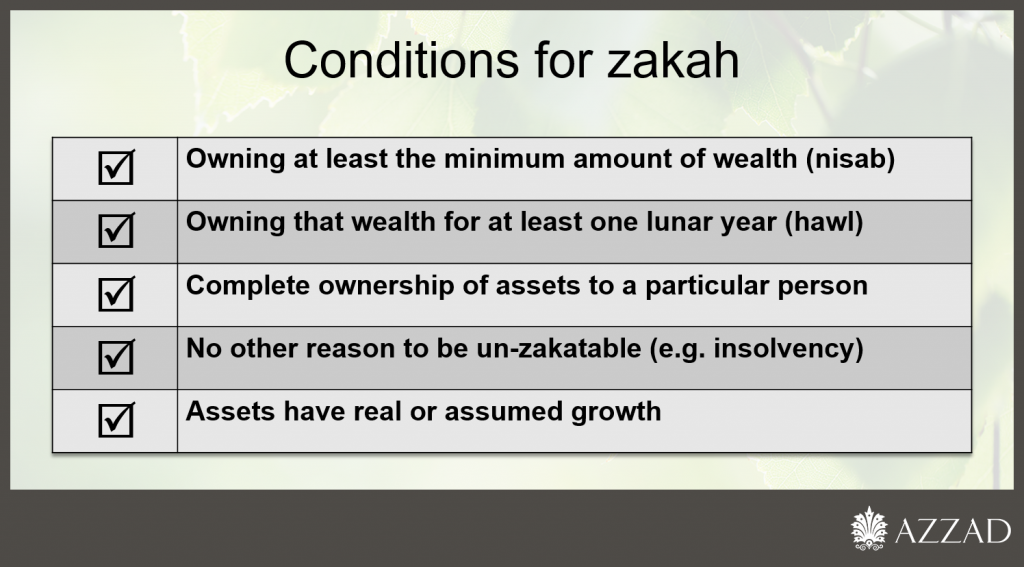 Conditions for zakah
Owning at least the minimum amount of wealth (nisab)
Owning that wealth for at least one lunar year (hawl)
Complete ownership of assets to a particular person
No other reason to be un-zakatable (e.g. insolvency)
Assets have real or assumed growth
AZZAD